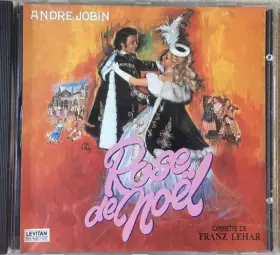 ANDRE JOBIN
Rose
de Noël
OPERETTE DE
FRANZ LEHAR
LEVITAN